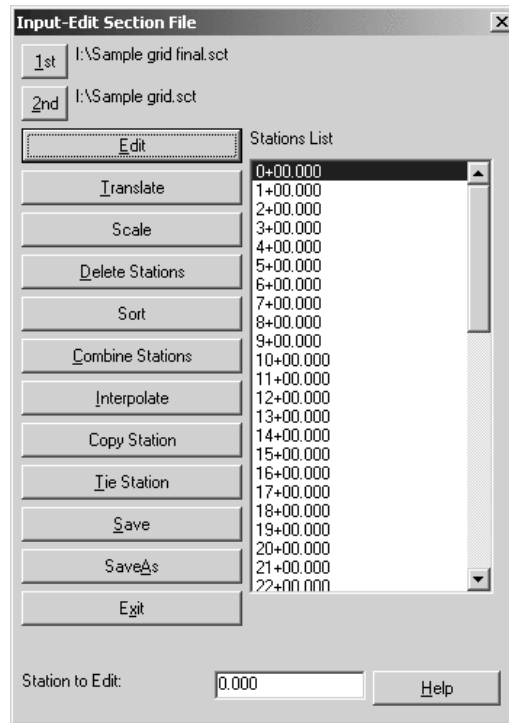 Input-Edit Section File
1st I:\Sample grid final.sct
2nd I:\Sample grid.sct
Edit
Translate
Scale
Delete Stations
Sort
Combine Stations
Interpolate
Copy Station
Tie Station
Save
SaveAs
Exit
Stations List
0+00.000
1+00.000
2+00.000
3+00.000
4+00.000
5+00.000
6+00.000
7+00.000
8+00.000
9+00.000
10+00.000
11+00.000
12+00.000
13+00.000
14+00.000
15+00.000
16+00.000
17+00.000
18+00.000
19+00.000
20+00.000
21+00.000
22+00.000
Station to Edit: 0.000
Help